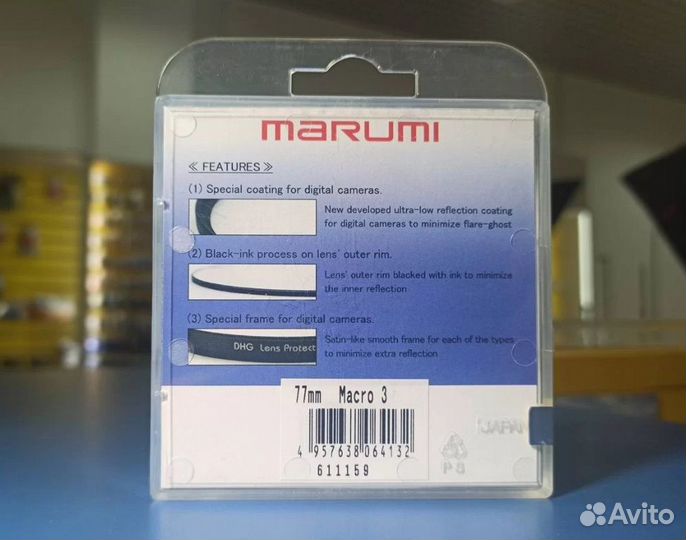 marumi
≪ FEATURES ≫
(1) Special coating for digital cameras.
New developed ultra-low reflection coating
for digital cameras to minimize flare-ghost
(2) Black-ink process on lens' outer rim.
Lens' outer rim blacked with ink to minimize
the inner reflection
(3) Special frame for digital cameras.
DHG Lens Protect
Satin-like smooth frame for each of the types
to minimize extra reflection
77mm Macro 3
4 957638 064132
611159
JAPAN
PS
Avito